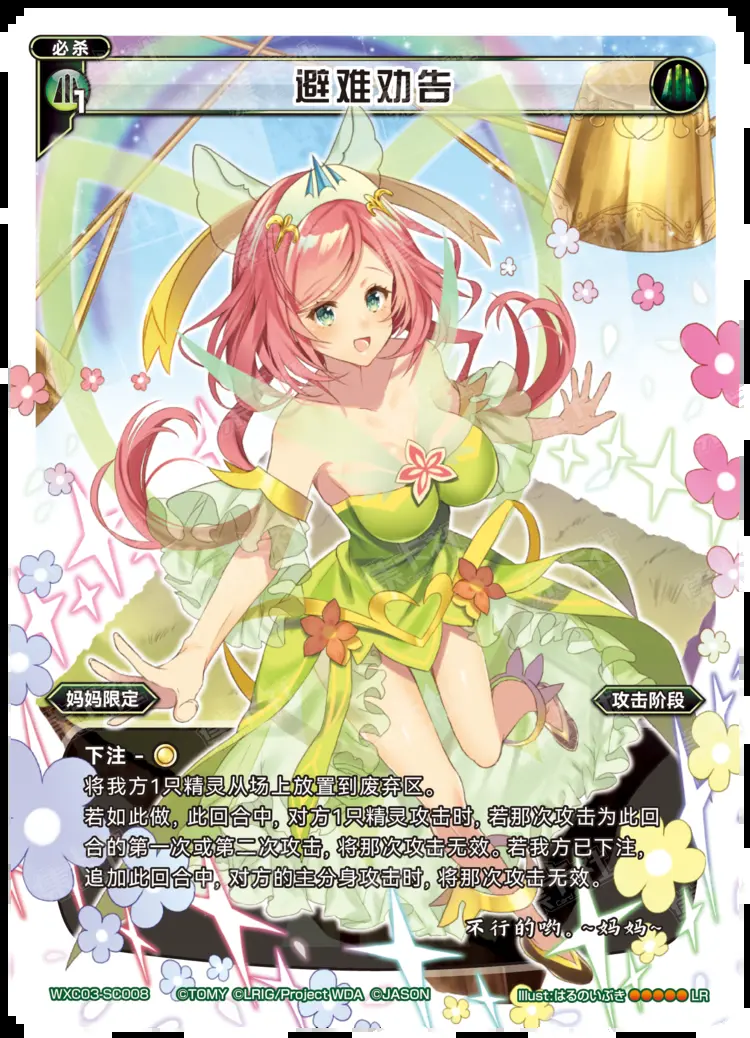 必杀
1
避难劝告
妈妈限定
攻击阶段
下注 -
将我方1只精灵从场上放置到废弃区。
若如此做, 此回合中, 对方1只精灵攻击时, 若那次攻击为此回
合的第一次或第二次攻击, 将那次攻击无效。若我方已下注,
追加此回合中, 对方的主分身攻击时, 将那次攻击无效。
不行的哟。~妈妈~
WXC03-SC008 ©TOMY ©LRIG/Project WDA ©JASON Illust:はるのいぶき LR